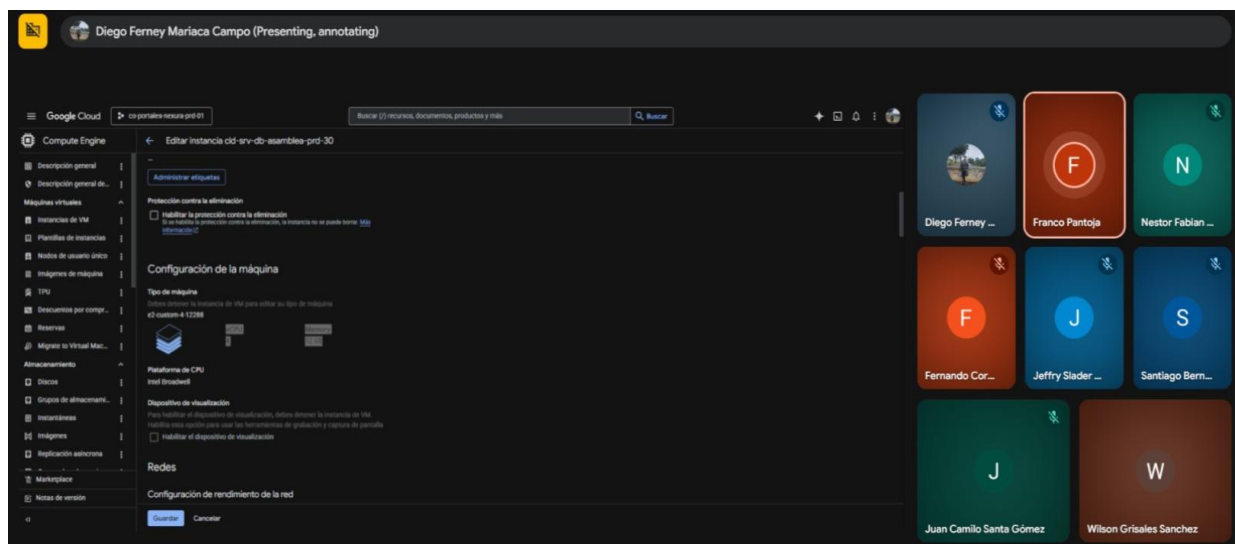 Diego Ferney Mariaca Campo (Presenting, annotating)
Google Cloud
co-portales-nexura-prd-01
Buscar (/) recursos, documentos, productos y más
Buscar
Compute Engine
Editar instancia cld-srv-db-asamblea-prd-30
Descripción general
Descripción general de...
Máquinas virtuales
Instancias de VM
Plantillas de instancias
Nodos de usuario único
Imágenes de máquina
TPU
Descuentos por compr...
Reservas
Migrate to Virtual Mac...
Almacenamiento
Discos
Grupos de almacenami...
Instantáneas
Imágenes
Replicación asíncrona
Marketplace
Notas de versión
Administrar etiquetas
Protección contra la eliminación
Habilitar la protección contra la eliminación
Si se habilita la protección contra la eliminación, la instancia no se puede borrar. Más
información
Configuración de la máquina
Tipo de máquina
Debes detener la instancia de VM para editar su tipo de máquina
e2-custom-4-12288
Plataforma de CPU
Intel Broadwell
Dispositivo de visualización
Para habilitar el dispositivo de visualización, debes detener la instancia de VM.
Habilita esta opción para usar las herramientas de grabación y captura de pantalla
Habilitar el dispositivo de visualización
Redes
Configuración de rendimiento de la red
Guardar
Cancelar
Diego Ferney ...
F
Franco Pantoja
N
Nestor Fabian ...
F
Fernando Cor...
J
Jeffry Slader ...
S
Santiago Bern...
J
Juan Camilo Santa Gómez
W
Wilson Grisales Sanchez